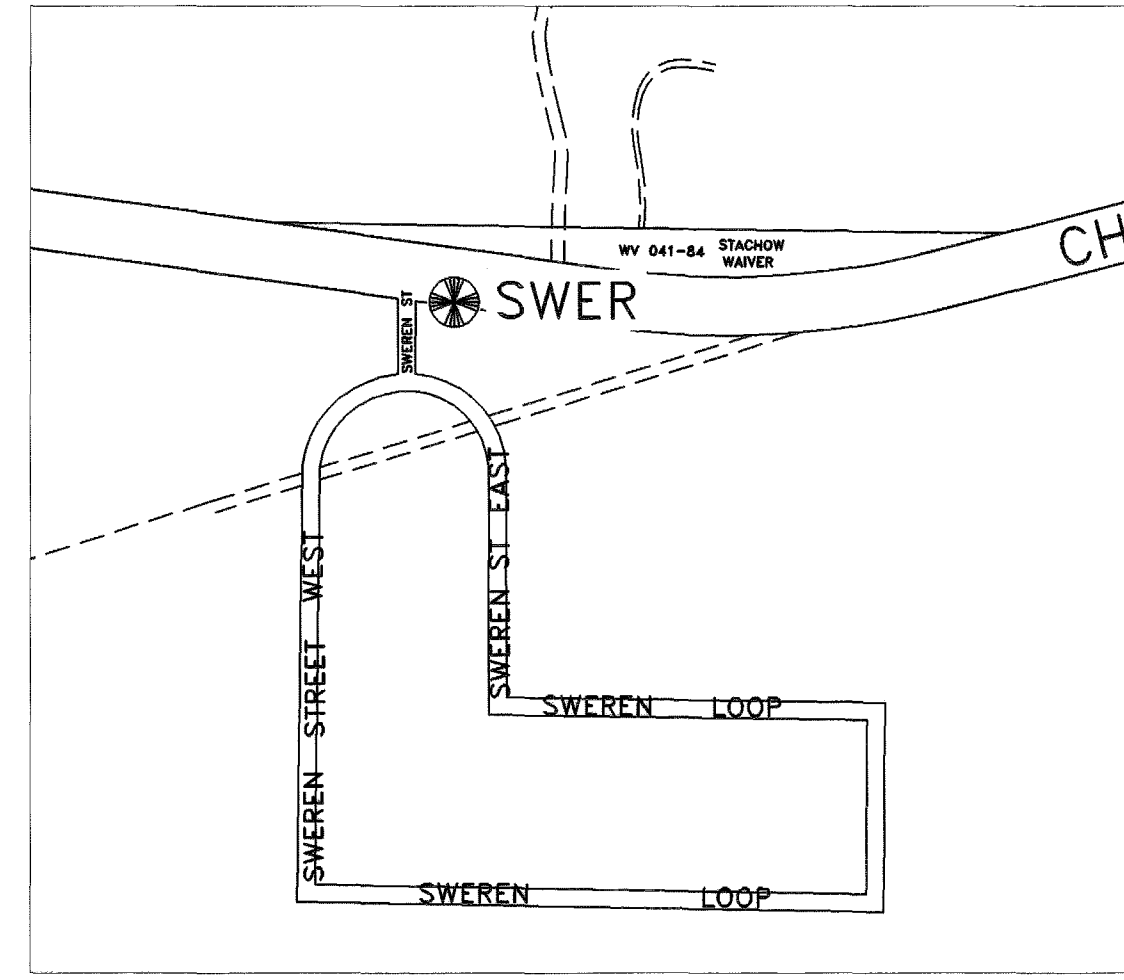 WV 041-84 STACHOW
WAIVER
CH
SWER
SWEREN ST
SWEREN ST EAST
SWEREN STREET WEST
SWEREN LOOP
SWEREN LOOP